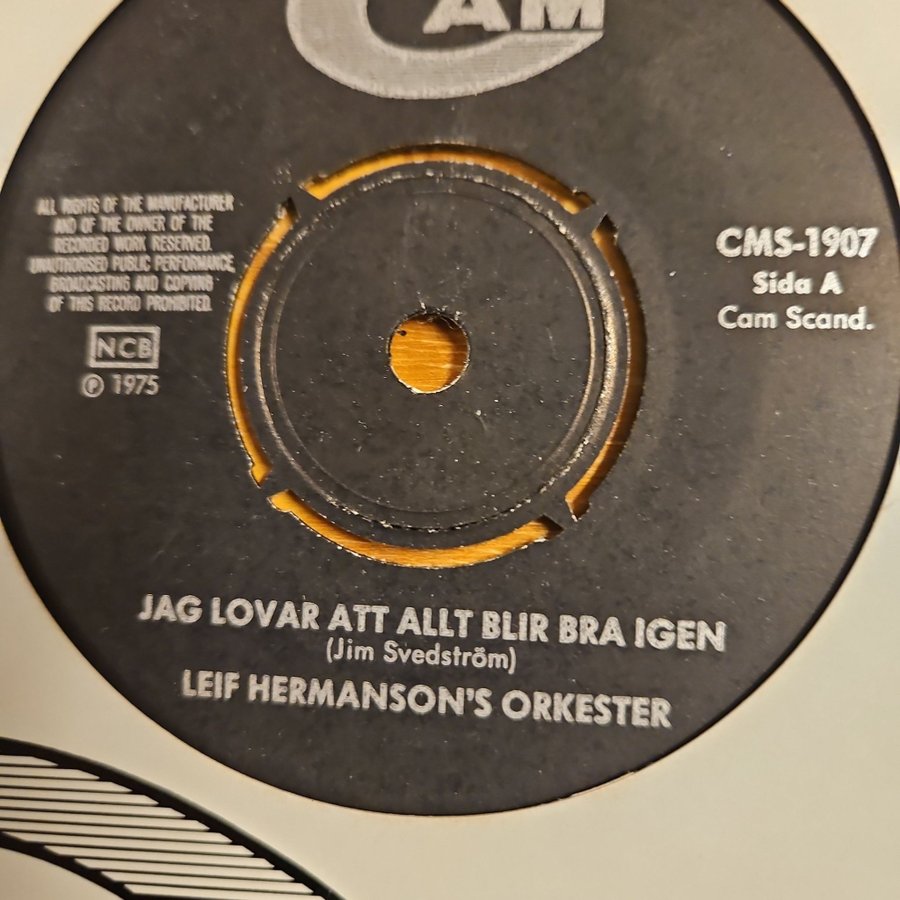 CAM
ALL RIGHTS OF THE MANUFACTURER
AND OF THE OWNER OF THE
RECORDED WORK RESERVED.
UNAUTHORISED PUBLIC PERFORMANCE,
BROADCASTING AND COPYING
OF THIS RECORD PROHIBITED.
NCB
℗ 1975
CMS-1907
Sida A
Cam Scand.
JAG LOVAR ATT ALLT BLIR BRA IGEN
(Jim Svedström)
LEIF HERMANSON'S ORKESTER